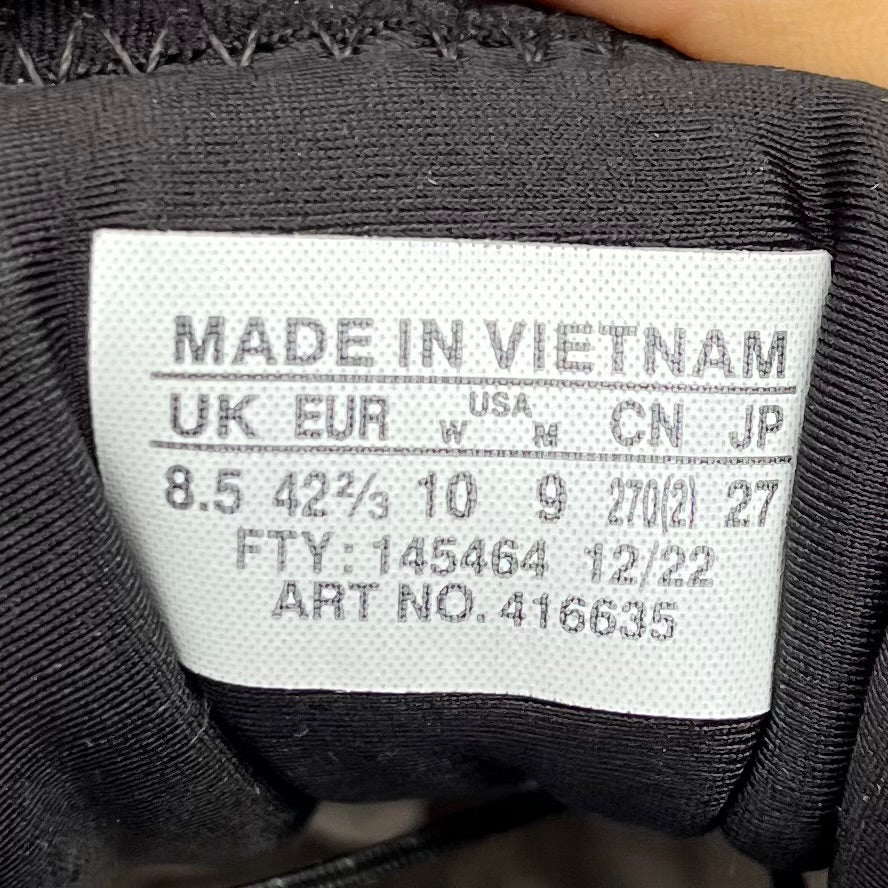 MADE IN VIETNAM
UK EUR W USA M CN JP
8.5 42⅔ 10 9 270(2) 27
FTY: 145464 12/22
ART NO. 416635